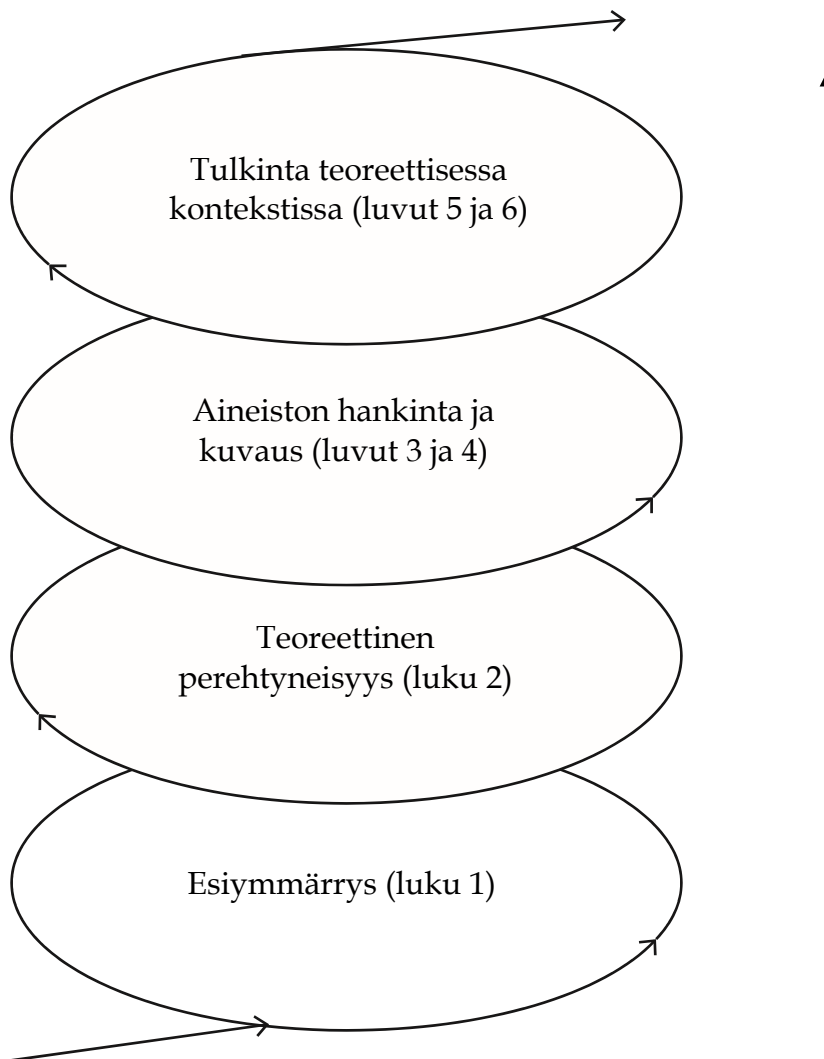 Tulkinta teoreettisessa
kontekstissa (luvut 5 ja 6)
Aineiston hankinta ja
kuvaus (luvut 3 ja 4)
Teoreettinen
perehtyneisyys (luku 2)
Esiymmärrys (luku 1)